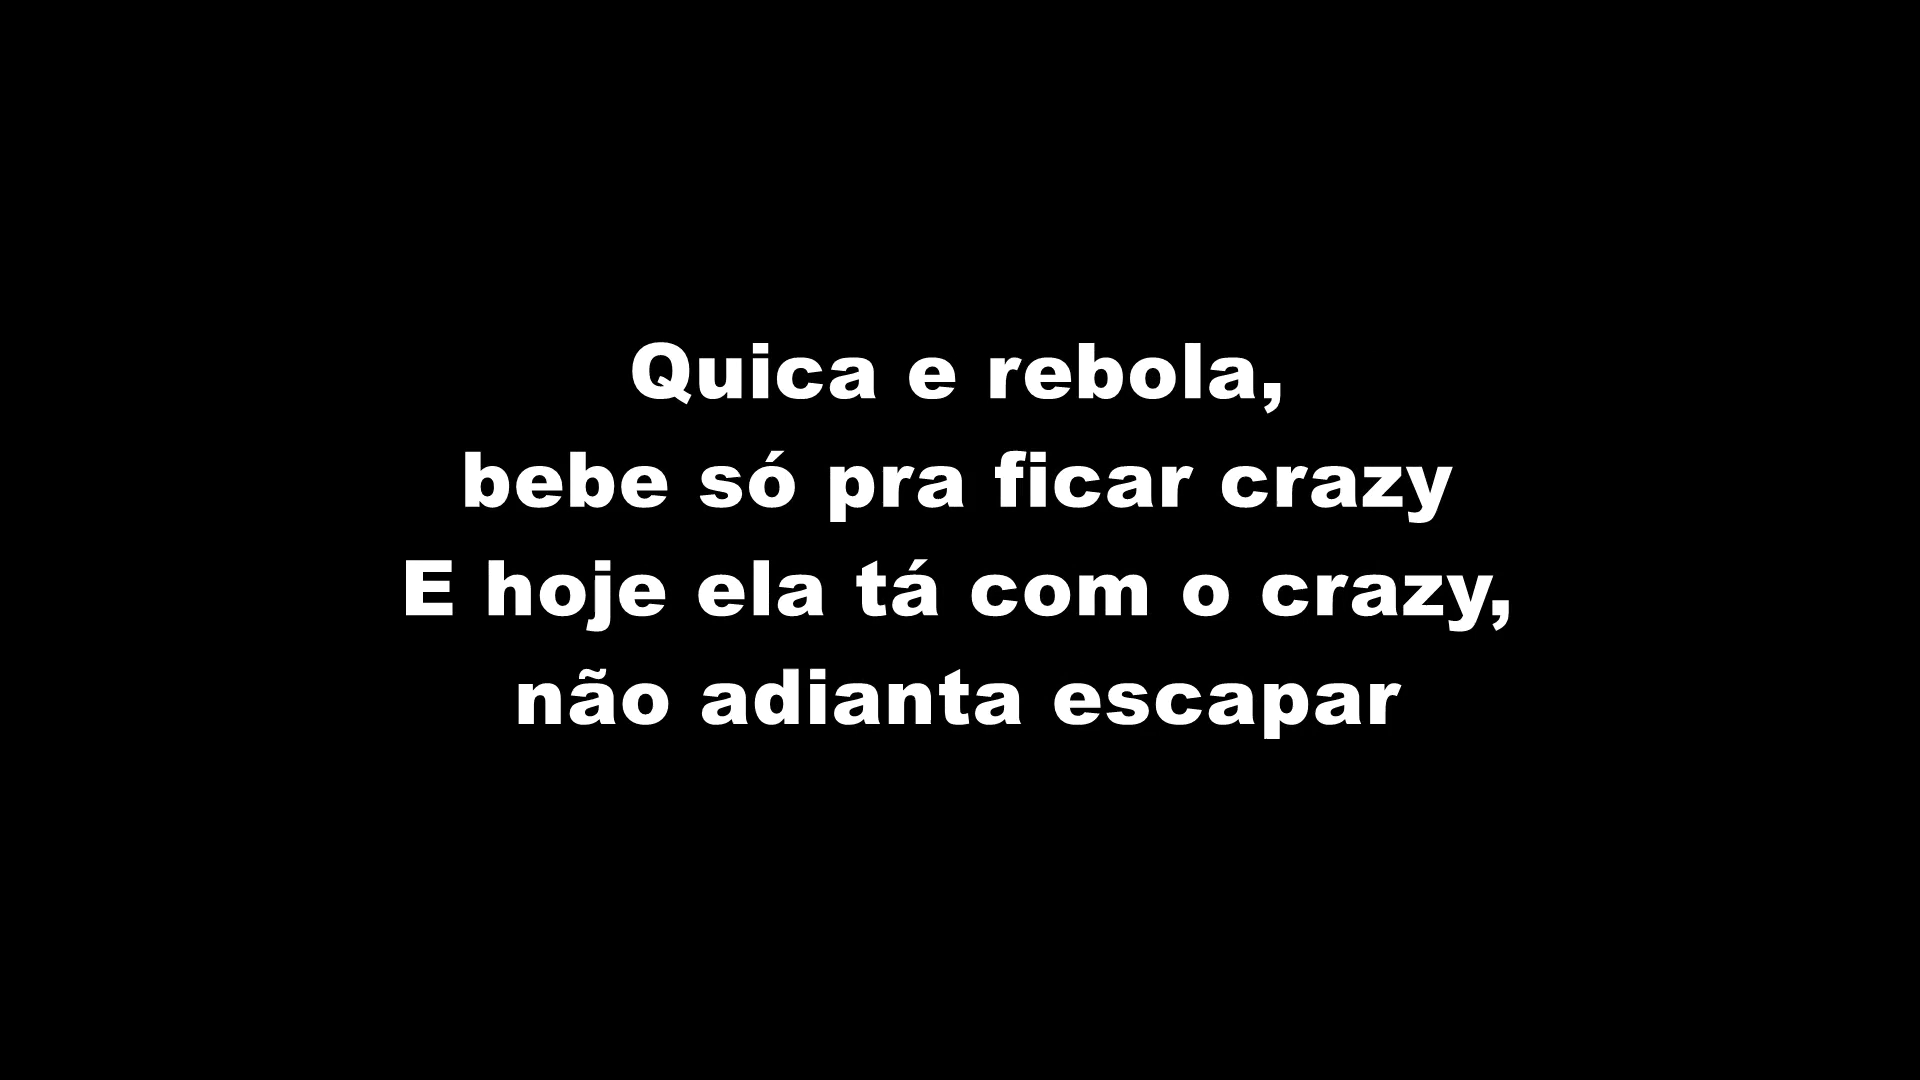 Quica e rebola,
bebe só pra ficar crazy
E hoje ela tá com o crazy,
não adianta escapar